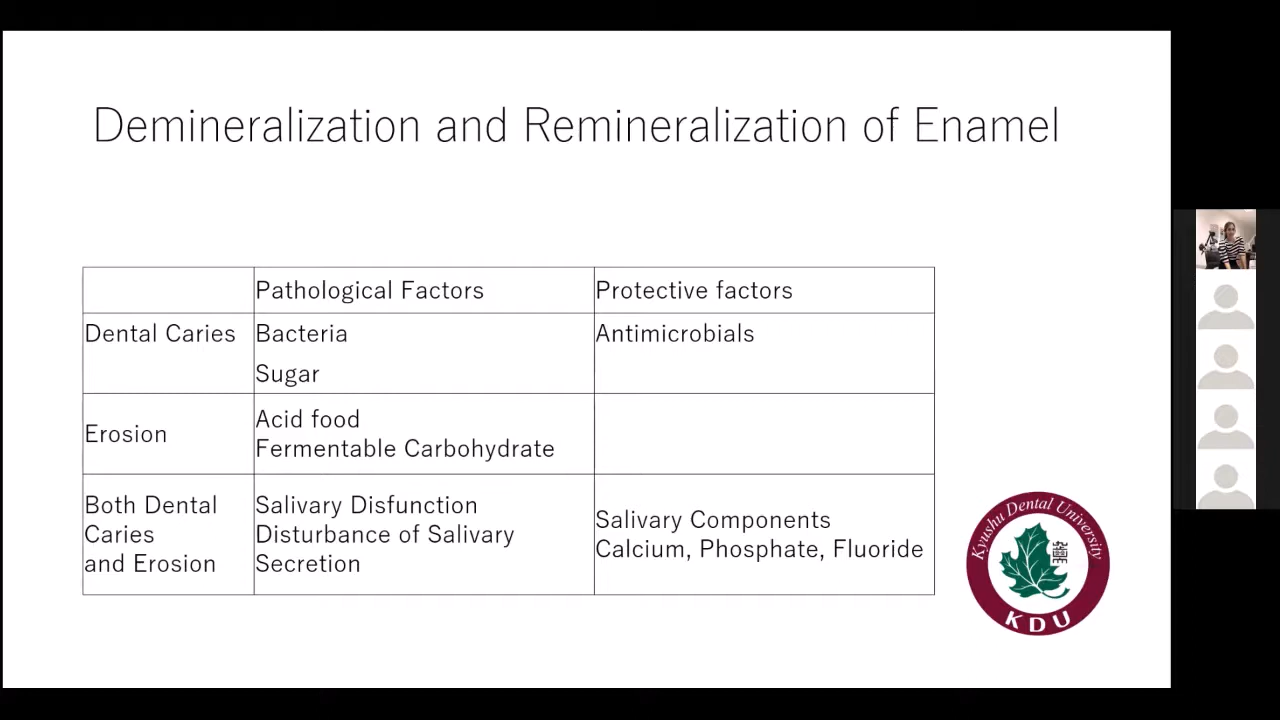 Demineralization and Remineralization of Enamel
Pathological Factors
Protective factors
Dental Caries
Bacteria
Sugar
Antimicrobials
Erosion
Acid food
Fermentable Carbohydrate
Both Dental
Caries
and Erosion
Salivary Disfunction
Disturbance of Salivary
Secretion
Salivary Components
Calcium, Phosphate, Fluoride
Kyushu Dental University
KDU